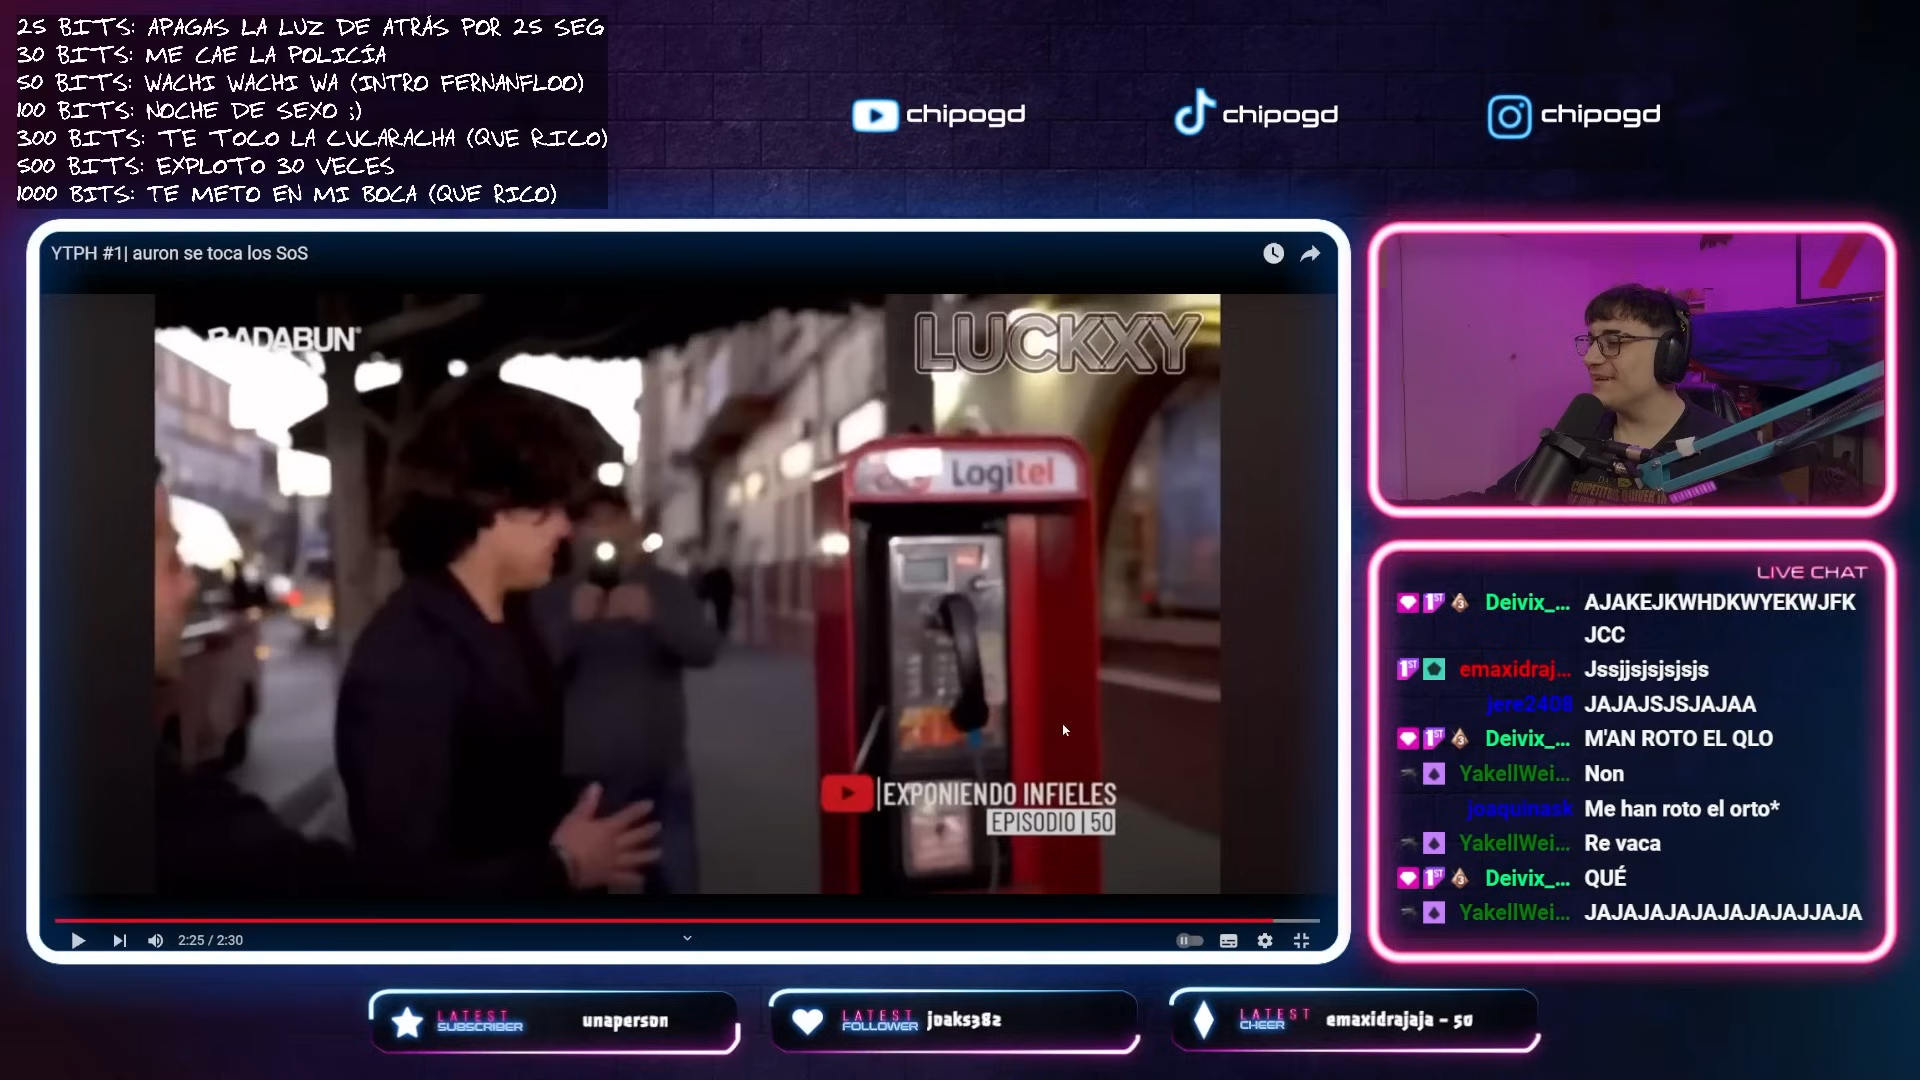 25 BITS: APAGAS LA LUZ DE ATRÁS POR 25 SEG
30 BITS: ME CAE LA POLICÍA
50 BITS: WACHI WACHI WA (INTRO FERNANFLOO)
100 BITS: NOCHE DE SEXO ;)
300 BITS: TE TOCO LA CUCARACHA (QUE RICO)
500 BITS: EXPLOTO 30 VECES
1000 BITS: TE METO EN MI BOCA (QUE RICO)
chipogd
chipogd
chipogd
YTPH #1| auron se toca los SoS
BADABUN
LUCKXY
Logitel
|EXPONIENDO INFIELES
EPISODIO | 50
2:25 / 2:30
LIVE CHAT
Deivix_... AJAKEJKWHDKWYEKWJFK
JCC
emaxidraj... Jssjjsjsjsjsjs
jere2408 JAJAJSJSJAJAA
Deivix_... M'AN ROTO EL QLO
YakellWei... Non
joaquinask Me han roto el orto*
YakellWei... Re vaca
Deivix_... QUÉ
YakellWei... JAJAJAJAJAJAJAJAJJAJA
LATEST
SUBSCRIBER
unaperson
LATEST
FOLLOWER
joaks382
LATEST
CHEER
emaxidrajaja - 50